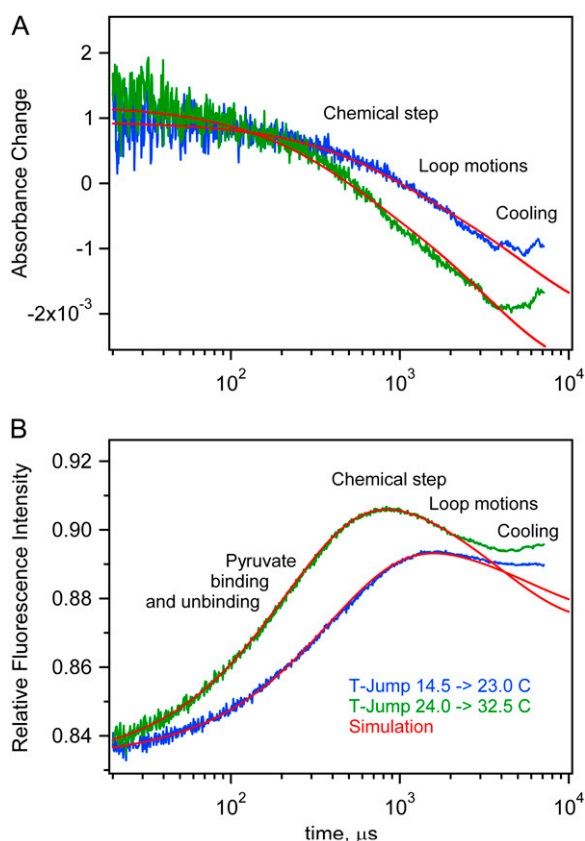 A
Absorbance Change
2
1
0
-1
-2x10⁻³
Chemical step
Loop motions
Cooling
10²
10³
10⁴
B
Relative Fluorescence Intensity
0.92
0.90
0.88
0.86
0.84
Chemical step
Loop motions
Cooling
Pyruvate
binding
and unbinding
T-Jump 14.5 -> 23.0 C
T-Jump 24.0 -> 32.5 C
Simulation
10²
10³
10⁴
time, µs